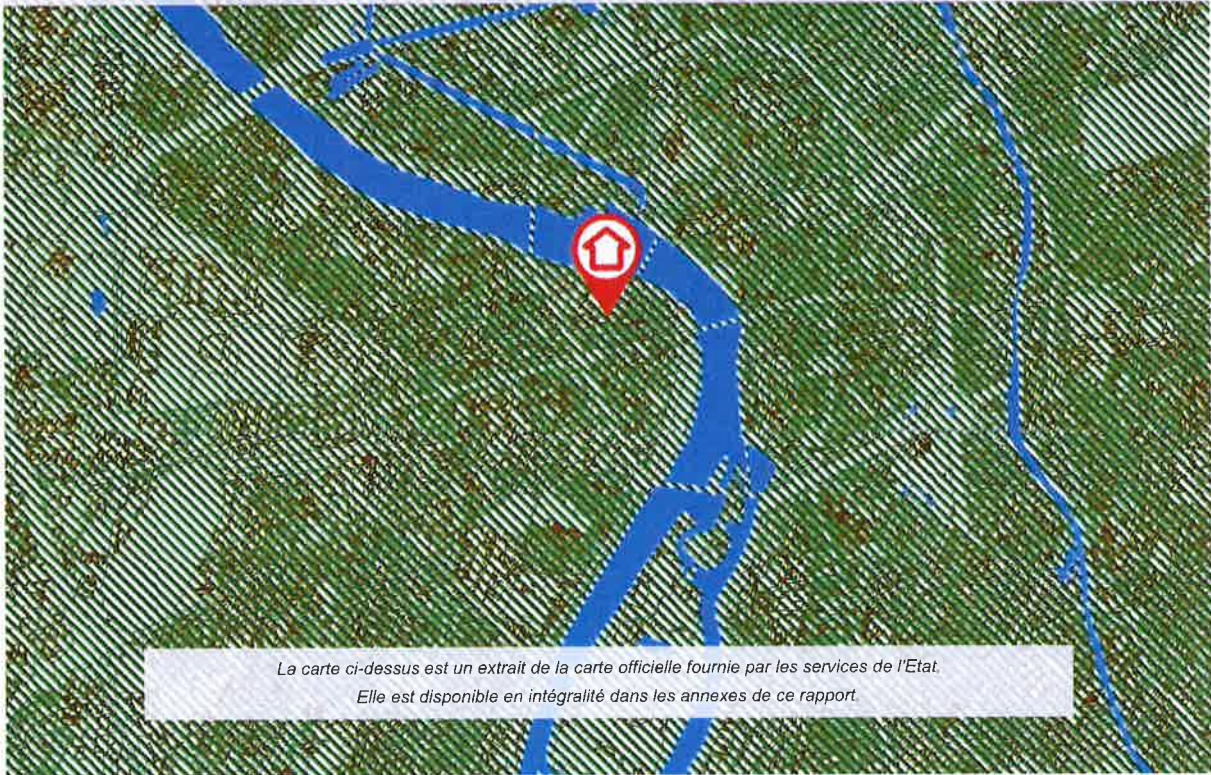 La carte ci-dessus est un extrait de la carte officielle fournie par les services de l'Etat.
Elle est disponible en intégralité dans les annexes de ce rapport.